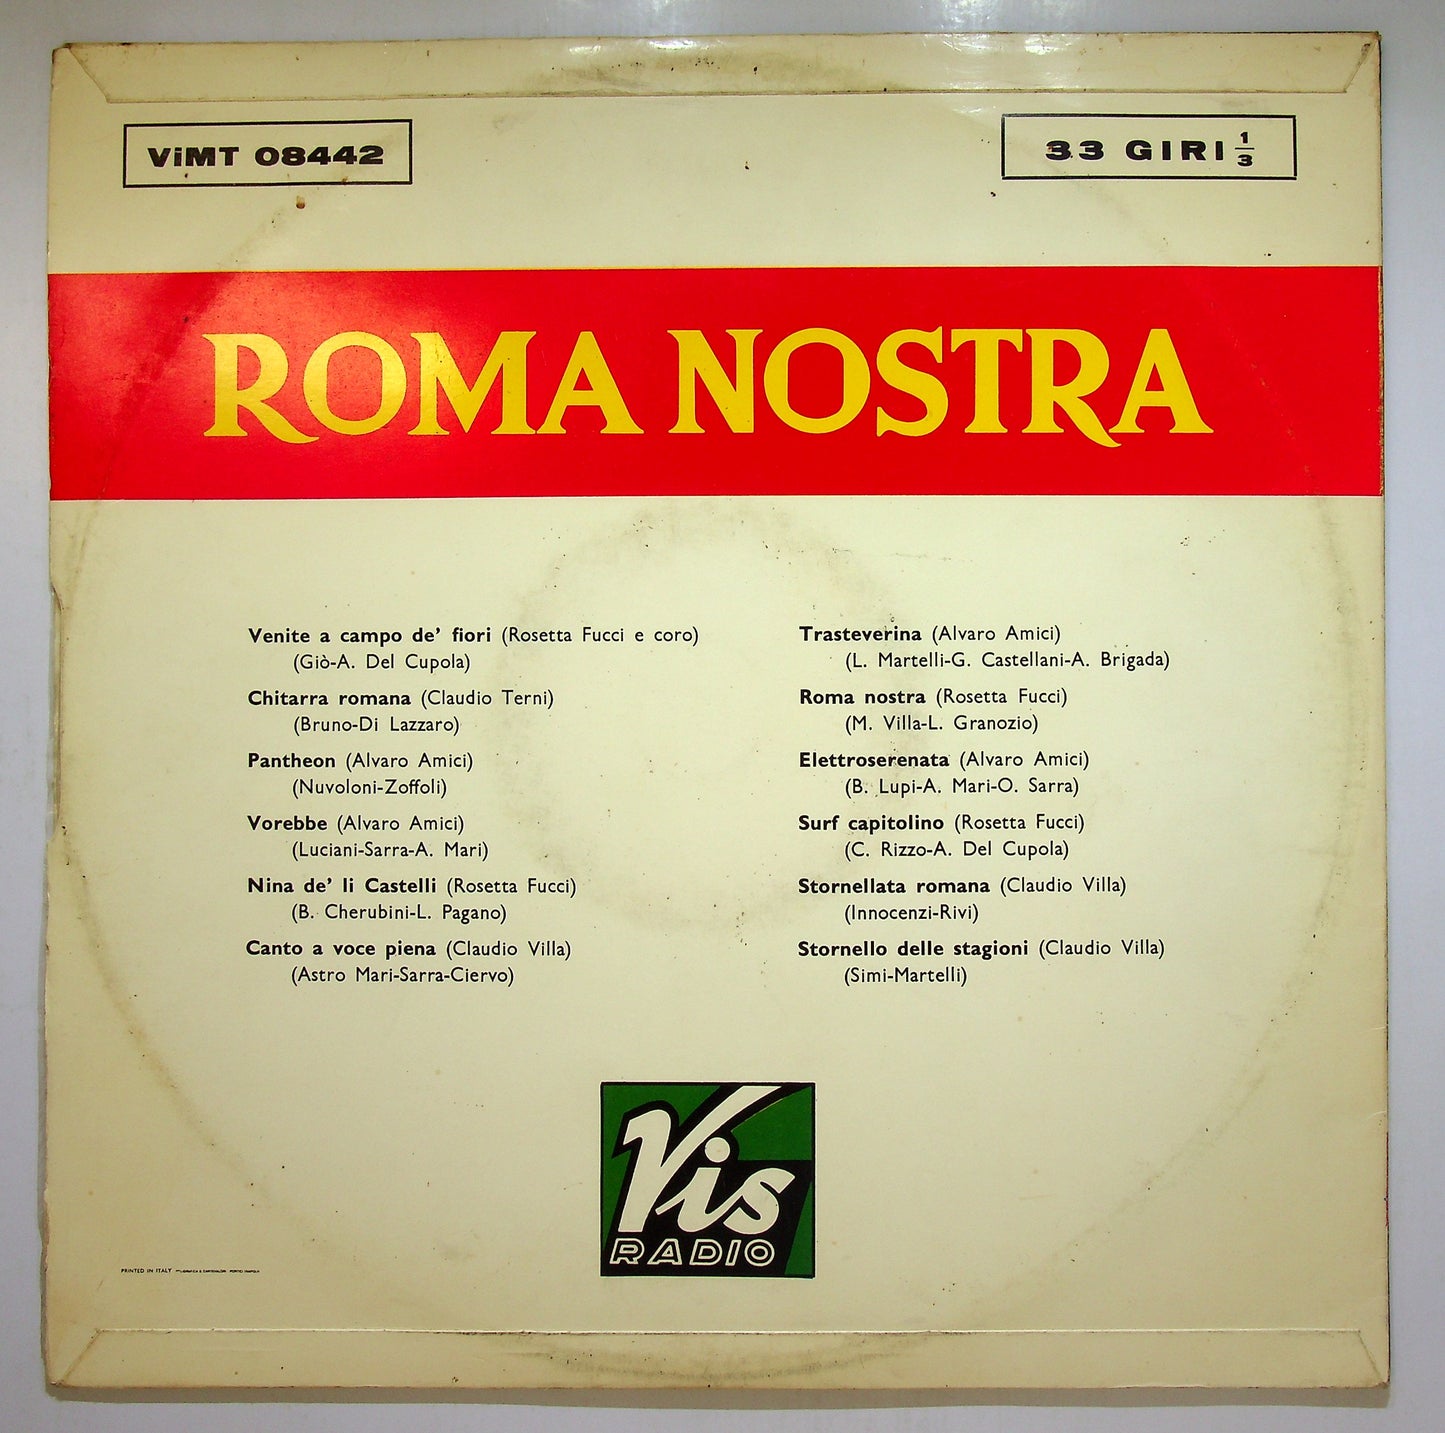 ViMT 08442
33 GIRI 1/3
ROMA NOSTRA
Venite a campo de' fiori (Rosetta Fucci e coro)
(Giò-A. Del Cupola)
Chitarra romana (Claudio Terni)
(Bruno-Di Lazzaro)
Pantheon (Alvaro Amici)
(Nuvoloni-Zoffoli)
Vorebbe (Alvaro Amici)
(Luciani-Sarra-A. Mari)
Nina de' li Castelli (Rosetta Fucci)
(B. Cherubini-L. Pagano)
Canto a voce piena (Claudio Villa)
(Astro Mari-Sarra-Ciervo)
Trasteverina (Alvaro Amici)
(L. Martelli-G. Castellani-A. Brigada)
Roma nostra (Rosetta Fucci)
(M. Villa-L. Granozio)
Elettroserenata (Alvaro Amici)
(B. Lupi-A. Mari-O. Sarra)
Surf capitolino (Rosetta Fucci)
(C. Rizzo-A. Del Cupola)
Stornellata romana (Claudio Villa)
(Innocenzi-Rivi)
Stornello delle stagioni (Claudio Villa)
(Simi-Martelli)
Vis
RADIO
PRINTED IN ITALY